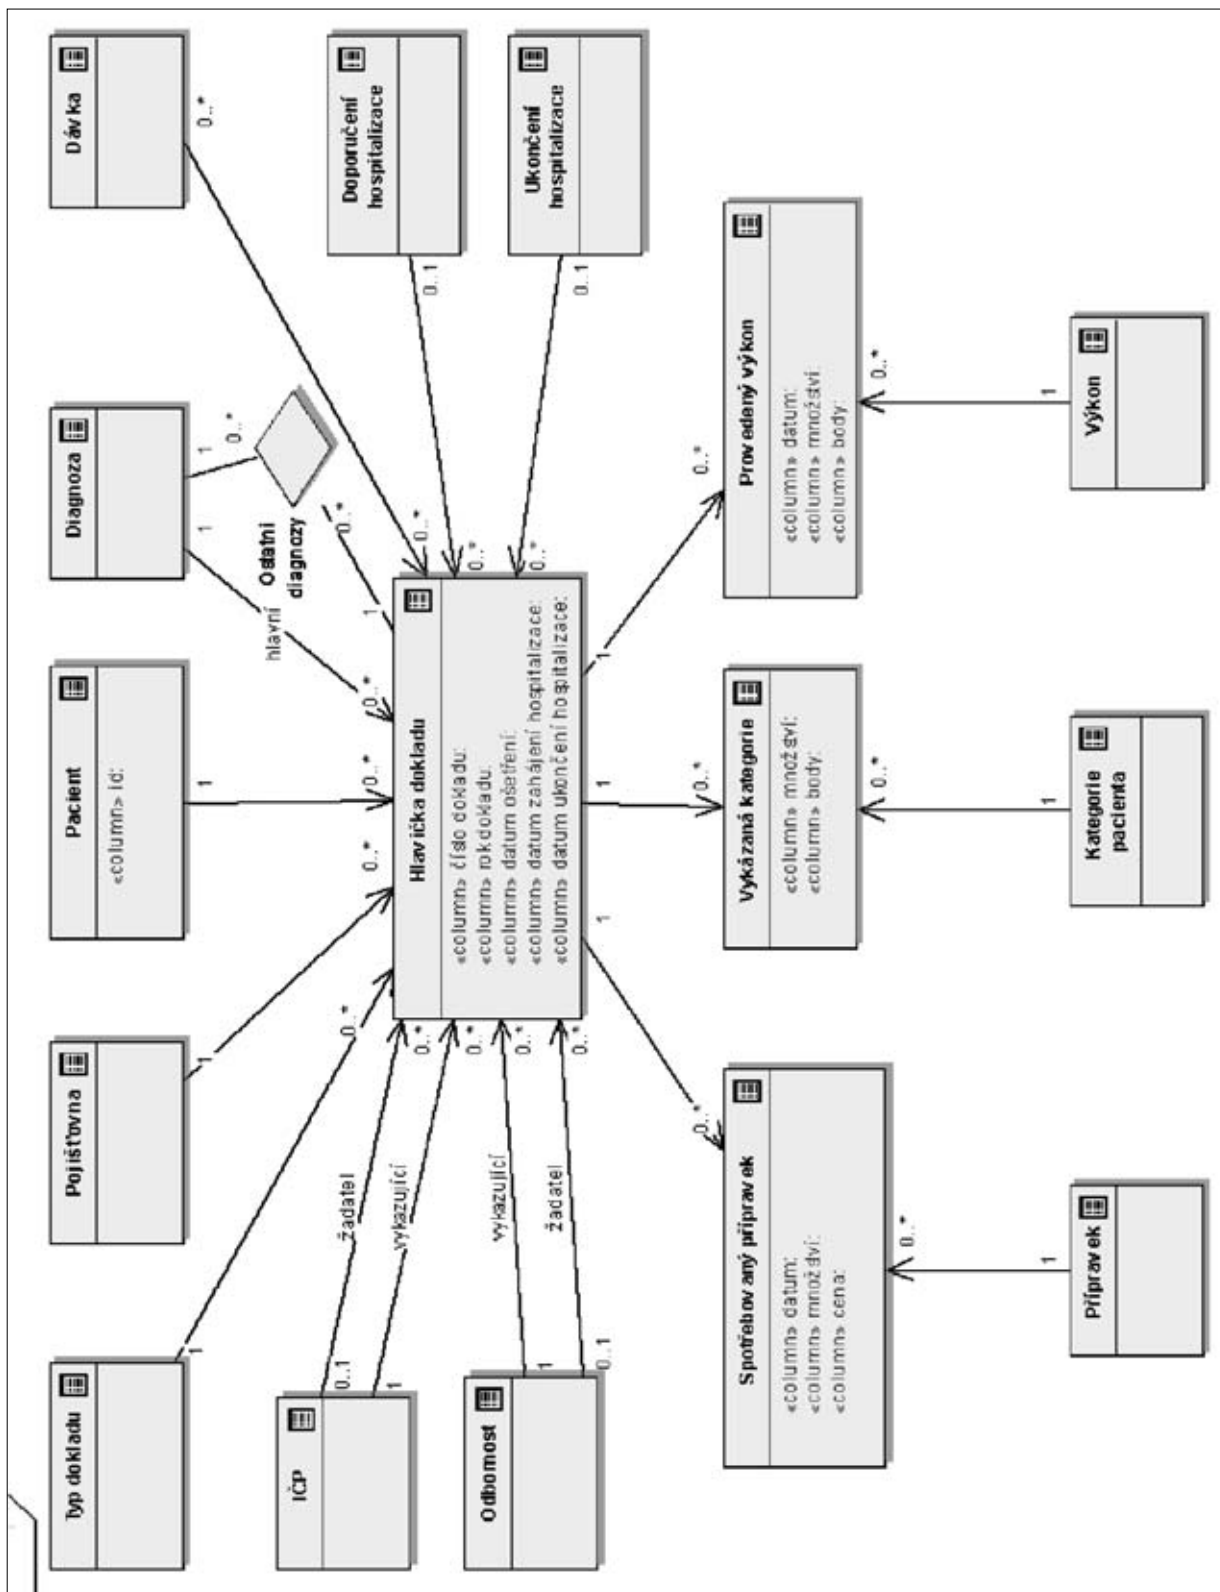 Typ dokladu
Pojišťovna
Pacient
«column» id:
Diagnoza
Dávka
1
1
1
1
1
0..*
0..*
hlavní
Ostatní
diagnozy
0..*
1
0..*
0..*
0..*
0..*
0..*
IČP
0..1
1
žadatel
vykazující
0..*
0..*
Odbornost
1
0..1
vykazující
žadatel
0..*
0..*
Hlavička dokladu
«column» číslo dokladu:
«column» rok dokladu:
«column» datum ošetření:
«column» datum zahájení hospitalizace:
«column» datum ukončení hospitalizace:
Doporučení
hospitalizace
0..1
0..*
Ukončení
hospitalizace
0..1
0..*
1
1
1
0..*
0..*
0..*
Spotřebovaný přípravek
«column» datum:
«column» množství:
«column» cena:
Vykázaná kategorie
«column» množství:
«column» body:
Provedený výkon
«column» datum:
«column» množství:
«column» body:
0..*
0..*
0..*
1
1
1
Přípravek
Kategorie
pacienta
Výkon